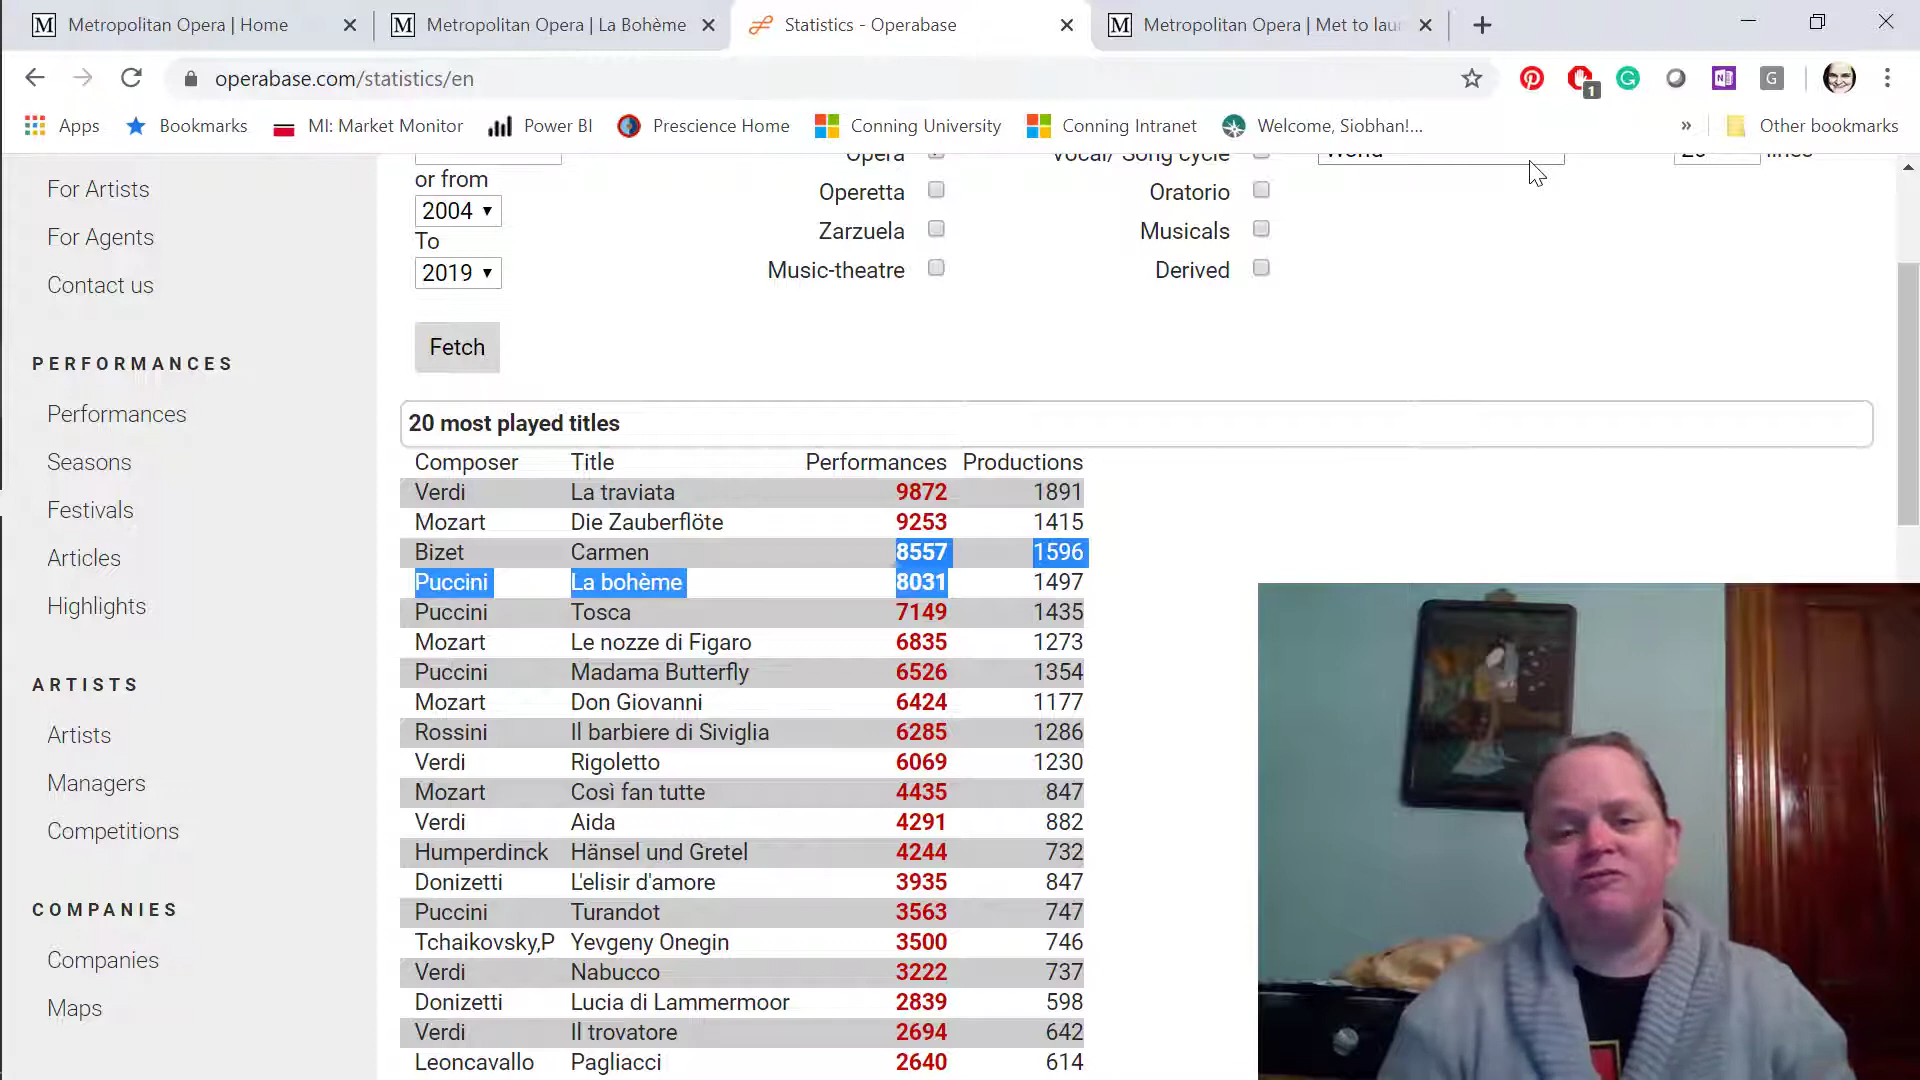 Metropolitan Opera | Home
Metropolitan Opera | La Bohème
Statistics - Operabase
Metropolitan Opera | Met to lau
operabase.com/statistics/en
1
G
Apps
Bookmarks
MI: Market Monitor
Power BI
Prescience Home
Conning University
Conning Intranet
Welcome, Siobhan!...
»
Other bookmarks
For Artists
For Agents
Contact us
PERFORMANCES
Performances
Seasons
Festivals
Articles
Highlights
ARTISTS
Artists
Managers
Competitions
COMPANIES
Companies
Maps
or from
2004
To
2019
Opera
Operetta
Zarzuela
Music-theatre
Vocal/ Song cycle
Oratorio
Musicals
Derived
World
20 lines
Fetch
20 most played titles
Composer Title Performances Productions
Verdi La traviata 9872 1891
Mozart Die Zauberflöte 9253 1415
Bizet Carmen 8557 1596
Puccini La bohème 8031 1497
Puccini Tosca 7149 1435
Mozart Le nozze di Figaro 6835 1273
Puccini Madama Butterfly 6526 1354
Mozart Don Giovanni 6424 1177
Rossini Il barbiere di Siviglia 6285 1286
Verdi Rigoletto 6069 1230
Mozart Così fan tutte 4435 847
Verdi Aida 4291 882
Humperdinck Hänsel und Gretel 4244 732
Donizetti L'elisir d'amore 3935 847
Puccini Turandot 3563 747
Tchaikovsky,P Yevgeny Onegin 3500 746
Verdi Nabucco 3222 737
Donizetti Lucia di Lammermoor 2839 598
Verdi Il trovatore 2694 642
Leoncavallo Pagliacci 2640 614